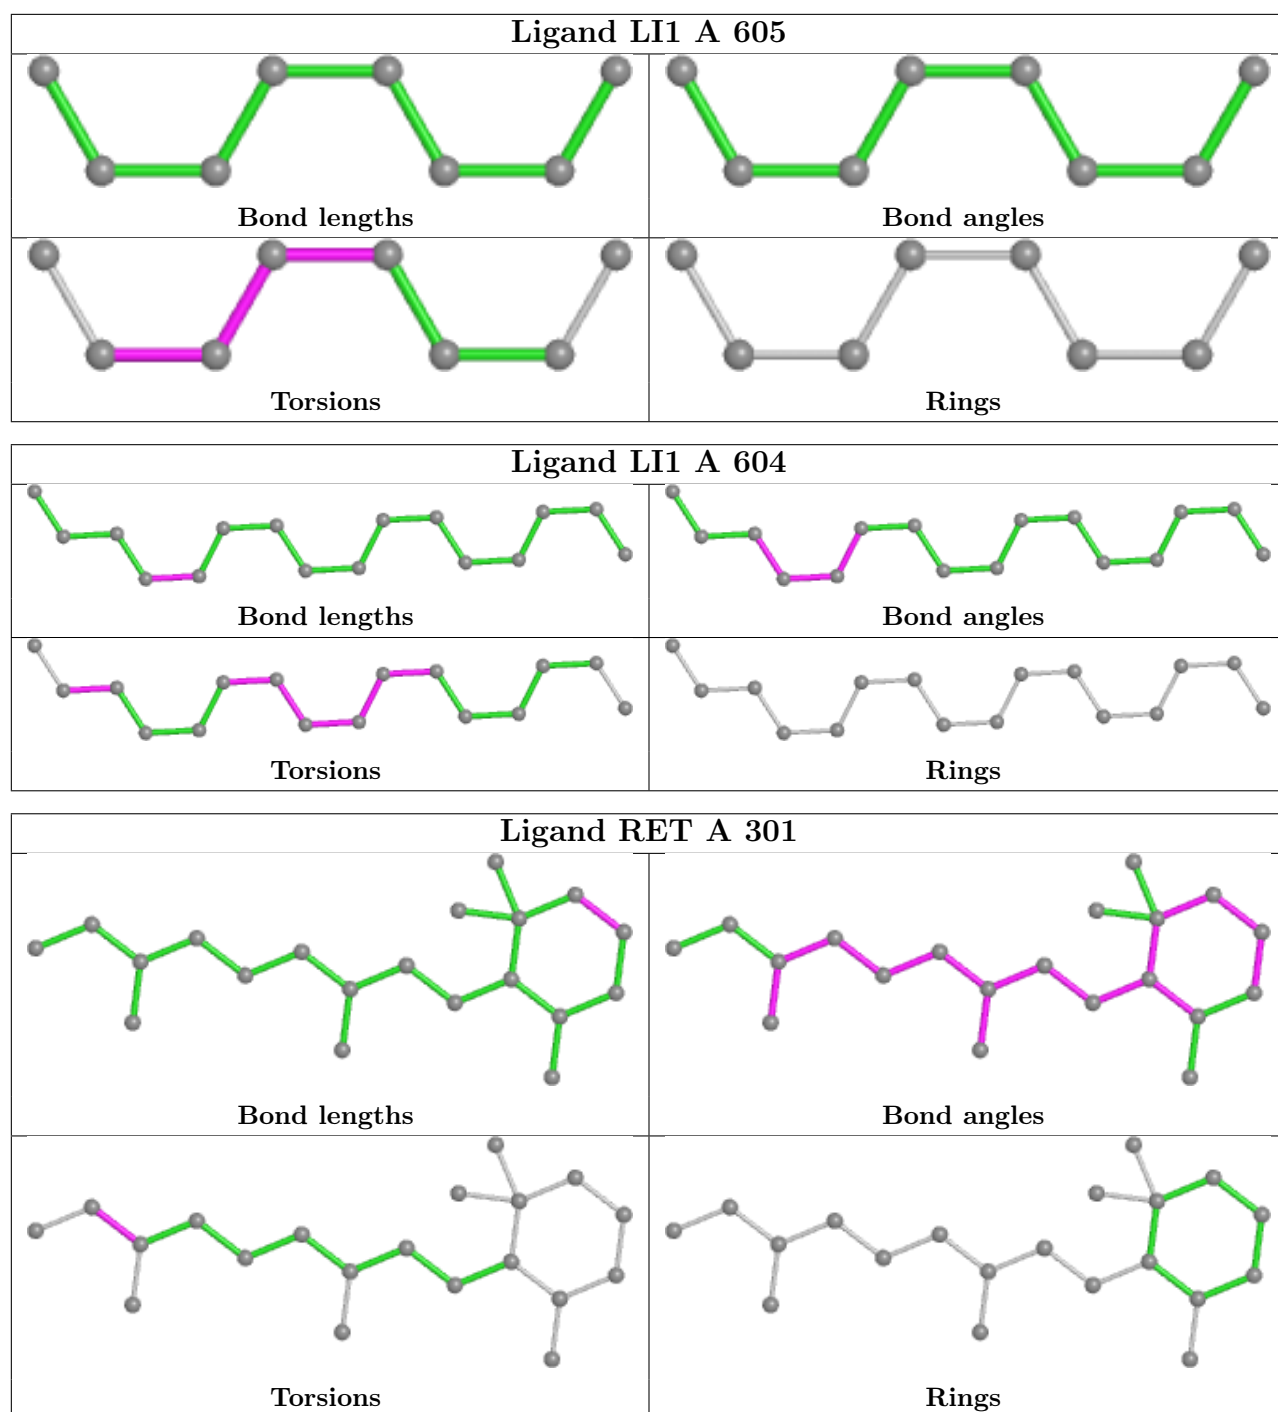 Ligand LI1 A 605
Bond lengths Bond angles
Torsions Rings
Ligand LI1 A 604
Bond lengths Bond angles
Torsions Rings
Ligand RET A 301
Bond lengths Bond angles
Torsions Rings